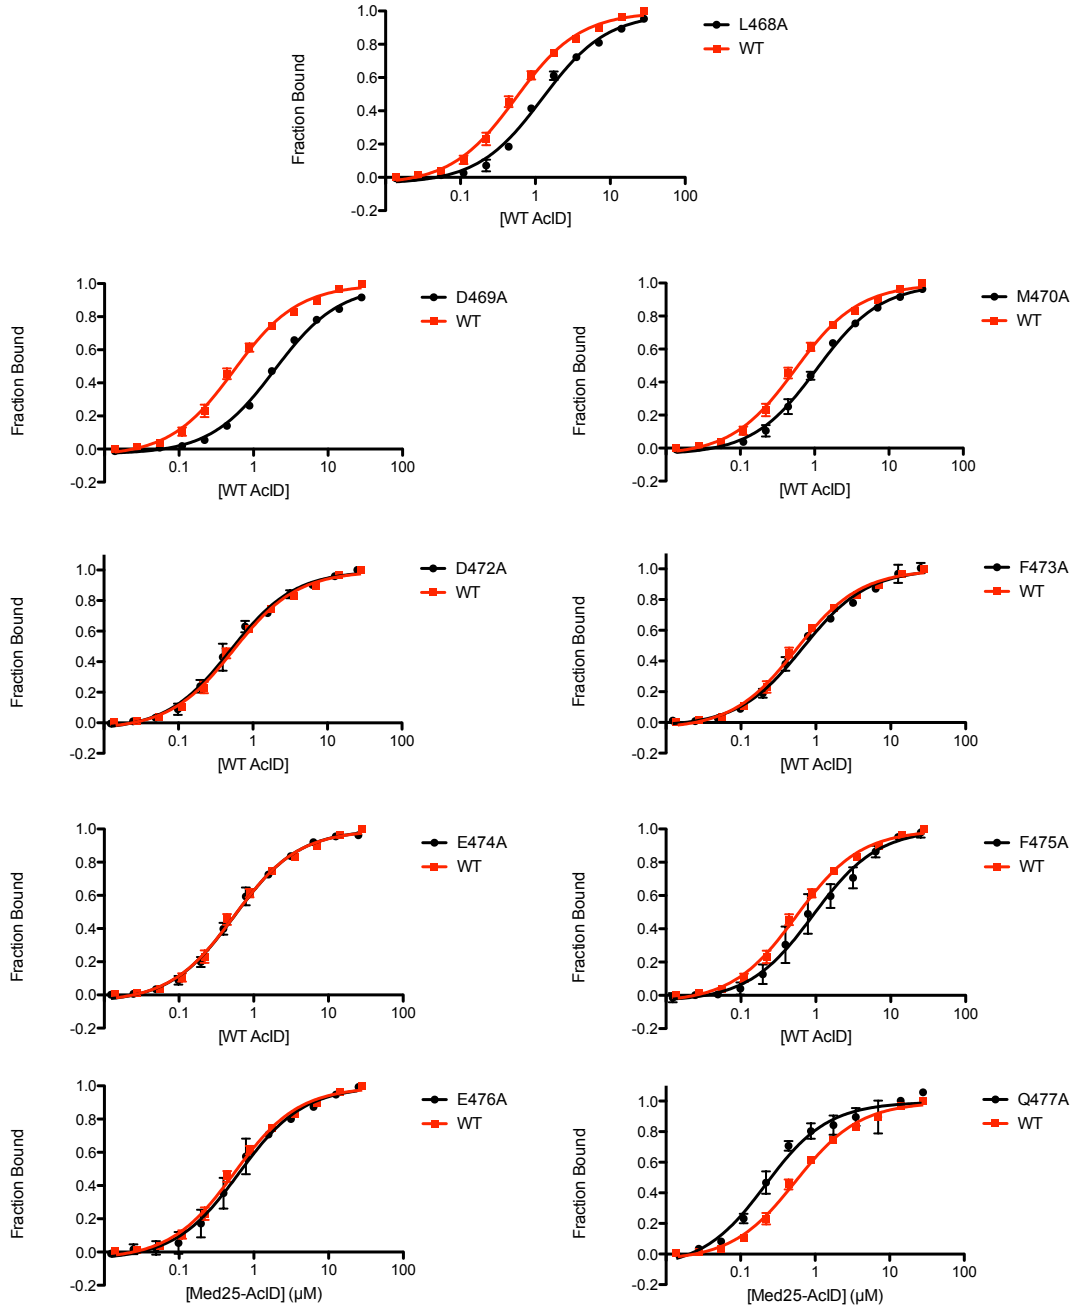 1.0
0.8
0.6
0.4
0.2
0.0
-0.2
Fraction Bound
0.1
1
10
100
[WT AcID]
L468A
WT
1.0
0.8
0.6
0.4
0.2
0.0
-0.2
Fraction Bound
0.1
1
10
100
[WT AcID]
D469A
WT
1.0
0.8
0.6
0.4
0.2
0.0
-0.2
Fraction Bound
0.1
1
10
100
[WT AcID]
M470A
WT
1.0
0.8
0.6
0.4
0.2
0.0
-0.2
Fraction Bound
0.1
1
10
100
[WT AcID]
D472A
WT
1.0
0.8
0.6
0.4
0.2
0.0
-0.2
Fraction Bound
0.1
1
10
100
[WT AcID]
F473A
WT
1.0
0.8
0.6
0.4
0.2
0.0
-0.2
Fraction Bound
0.1
1
10
100
[WT AcID]
E474A
WT
1.0
0.8
0.6
0.4
0.2
0.0
-0.2
Fraction Bound
0.1
1
10
100
[WT AcID]
F475A
WT
1.0
0.8
0.6
0.4
0.2
0.0
-0.2
Fraction Bound
0.1
1
10
100
[Med25-AcID] (μM)
E476A
WT
1.0
0.8
0.6
0.4
0.2
0.0
-0.2
Fraction Bound
0.1
1
10
100
[Med25-AcID] (μM)
Q477A
WT